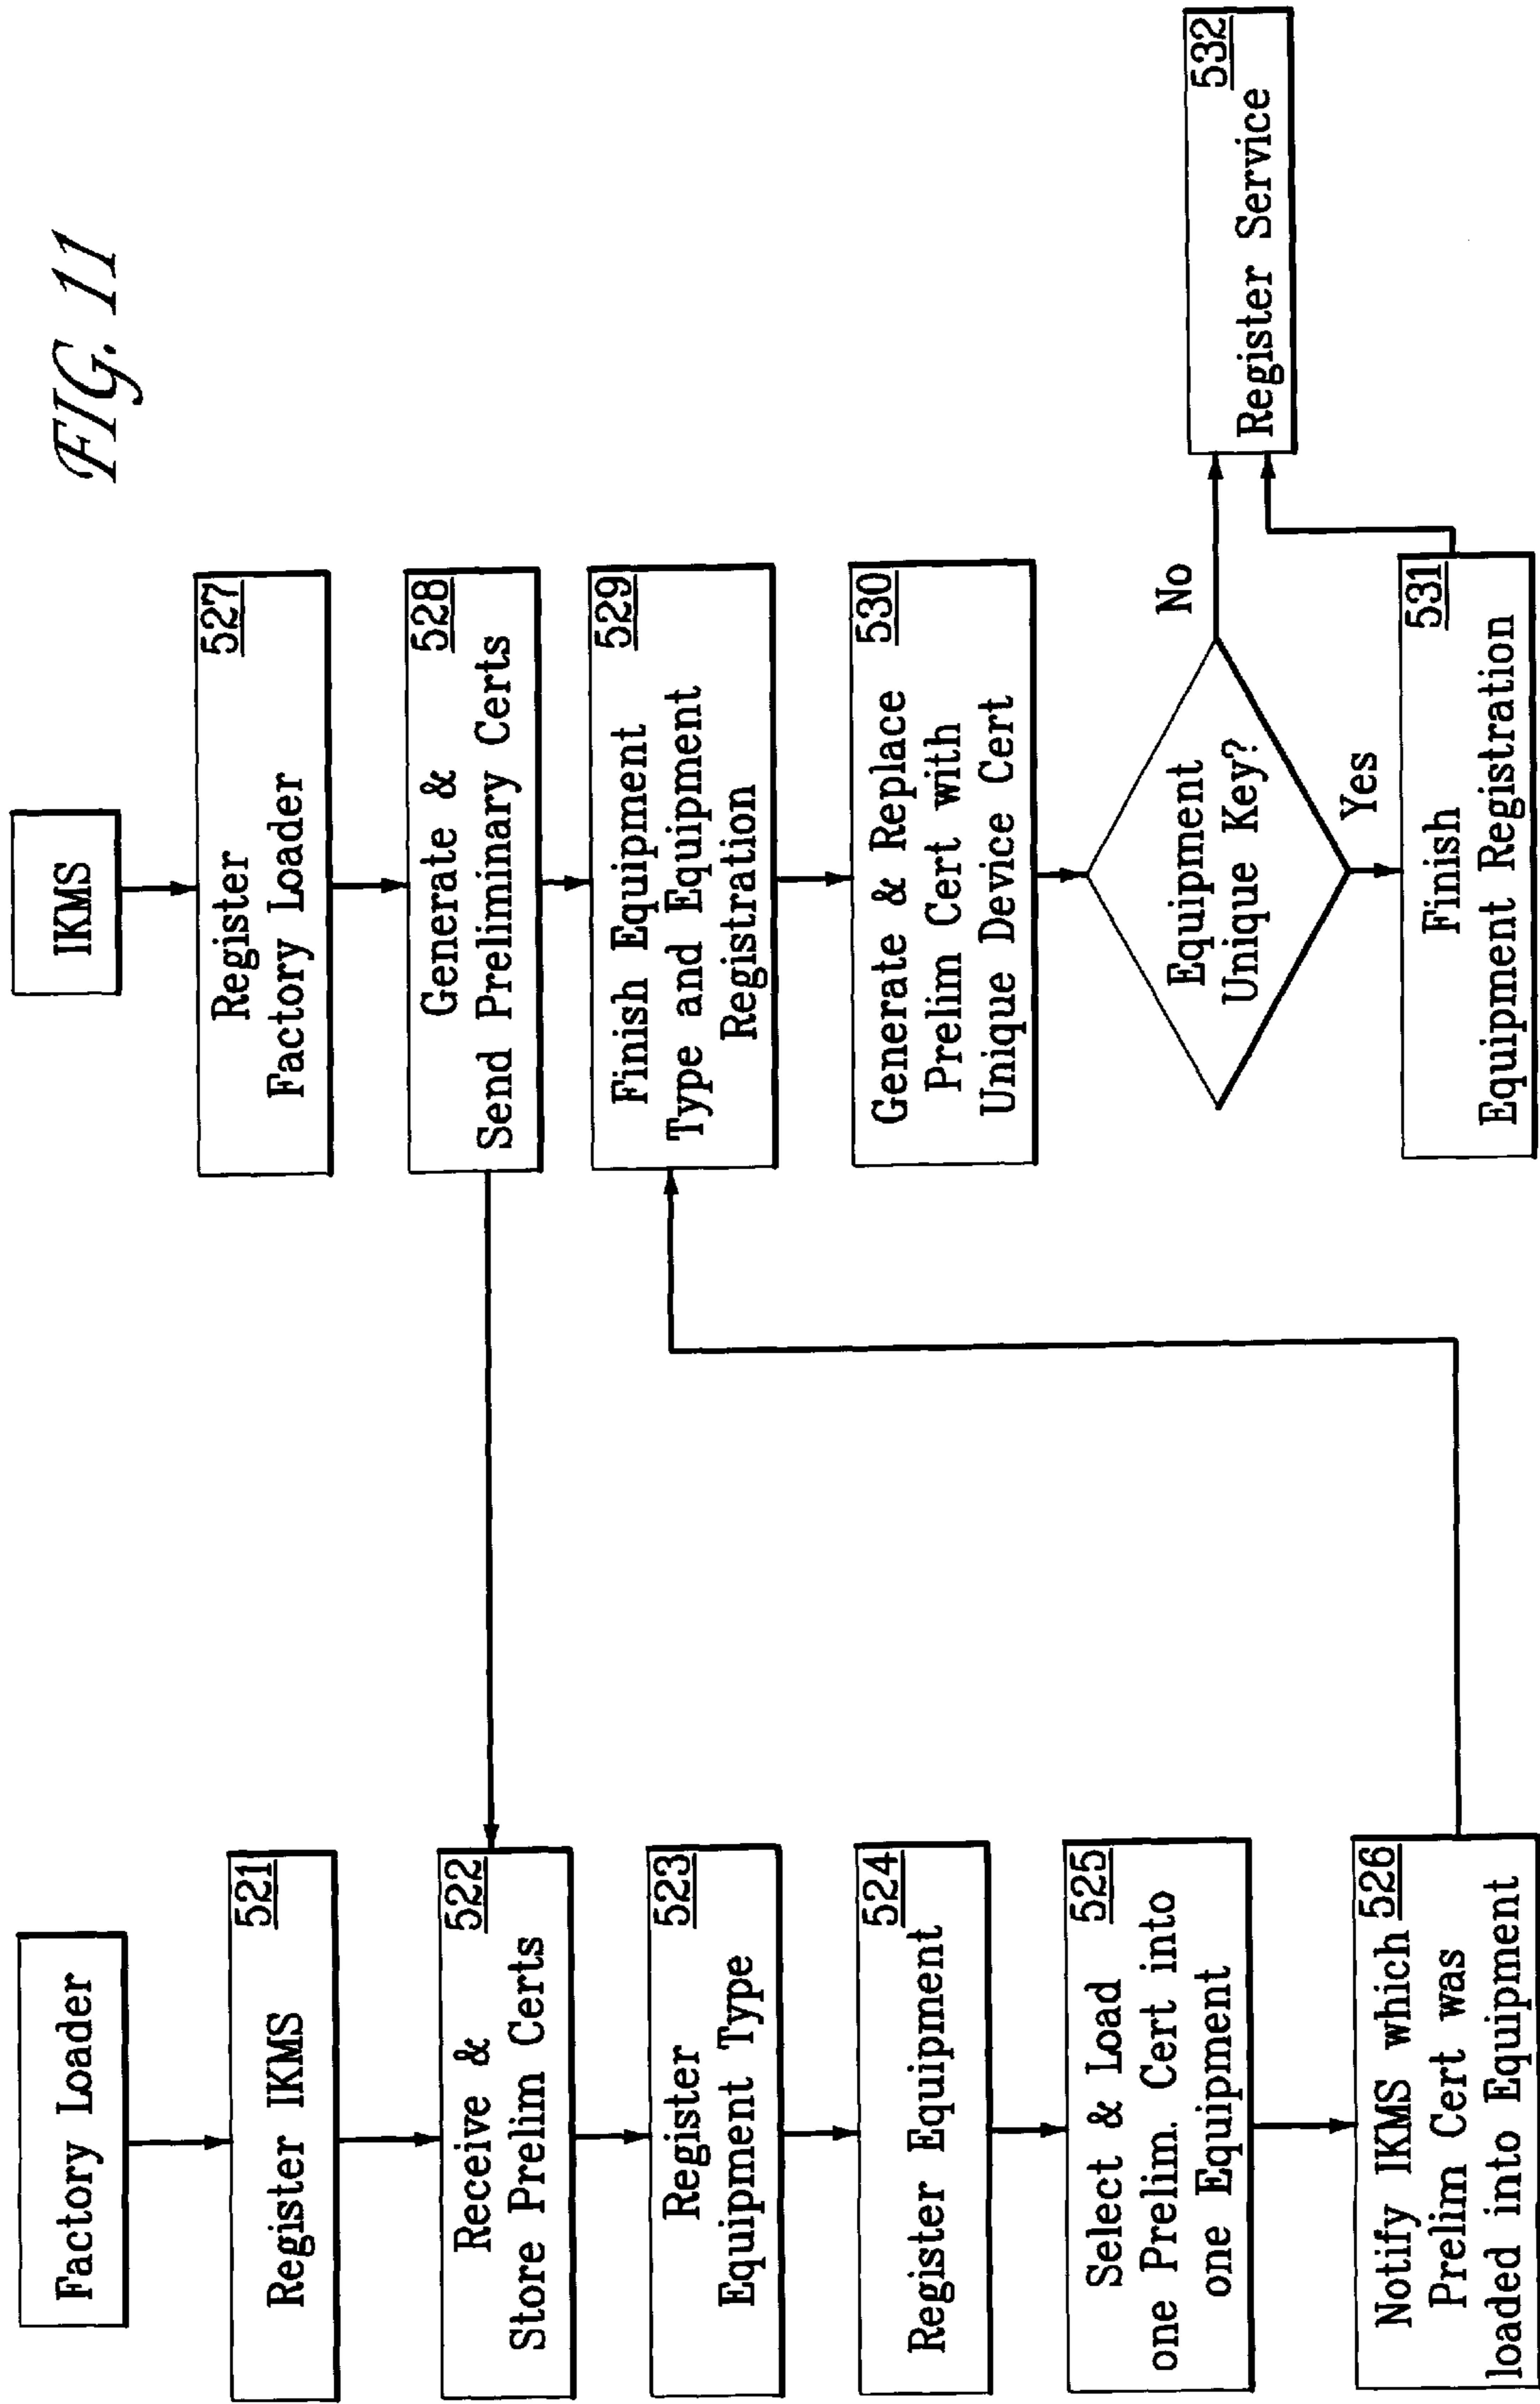 FIG. 11
Factory Loader
521
Register IKMS
522
Receive &
Store Prelim Certs
523
Register
Equipment Type
524
Register Equipment
525
Select & Load
one Prelim. Cert into
one Equipment
526
Notify IKMS which
Prelim Cert was
loaded into Equipment
IKMS
527
Register
Factory Loader
528
Generate &
Send Preliminary Certs
529
Finish Equipment
Type and Equipment
Registration
530
Generate & Replace
Prelim Cert with
Unique Device Cert
Equipment
Unique Key?
No
Yes
531
Finish
Equipment Registration
532
Register Service